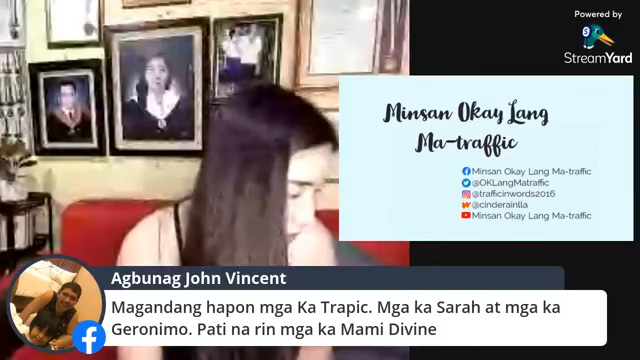 Powered by
StreamYard
Minsan Okay Lang
Ma-traffic
Minsan Okay Lang Ma-traffic
@OKLangMatraffic
@trafficinwords2016
@cinderainlla
Minsan Okay Lang Ma-traffic
Agbunag John Vincent
Magandang hapon mga Ka Trapic. Mga ka Sarah at mga ka
Geronimo. Pati na rin mga ka Mami Divine